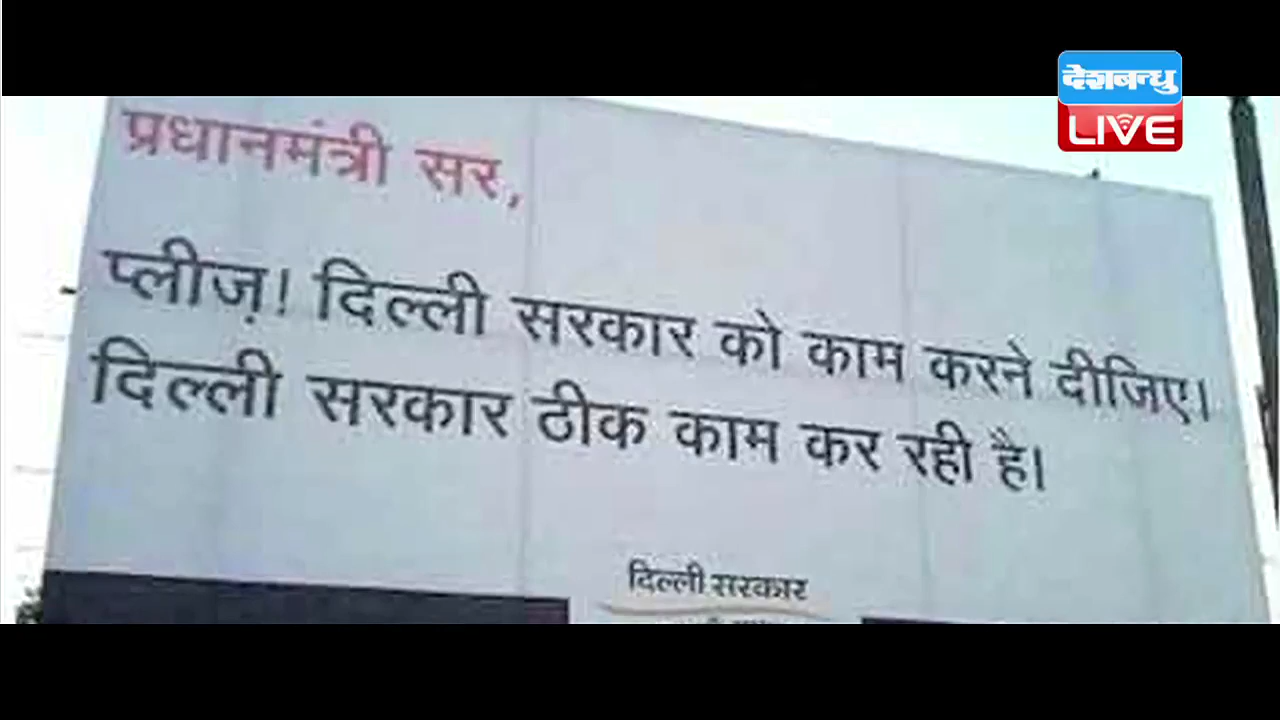 देशबन्धु
LIVE
प्रधानमंत्री सर,
प्लीज़! दिल्ली सरकार को काम करने दीजिए।
दिल्ली सरकार ठीक काम कर रही है।
दिल्ली सरकार